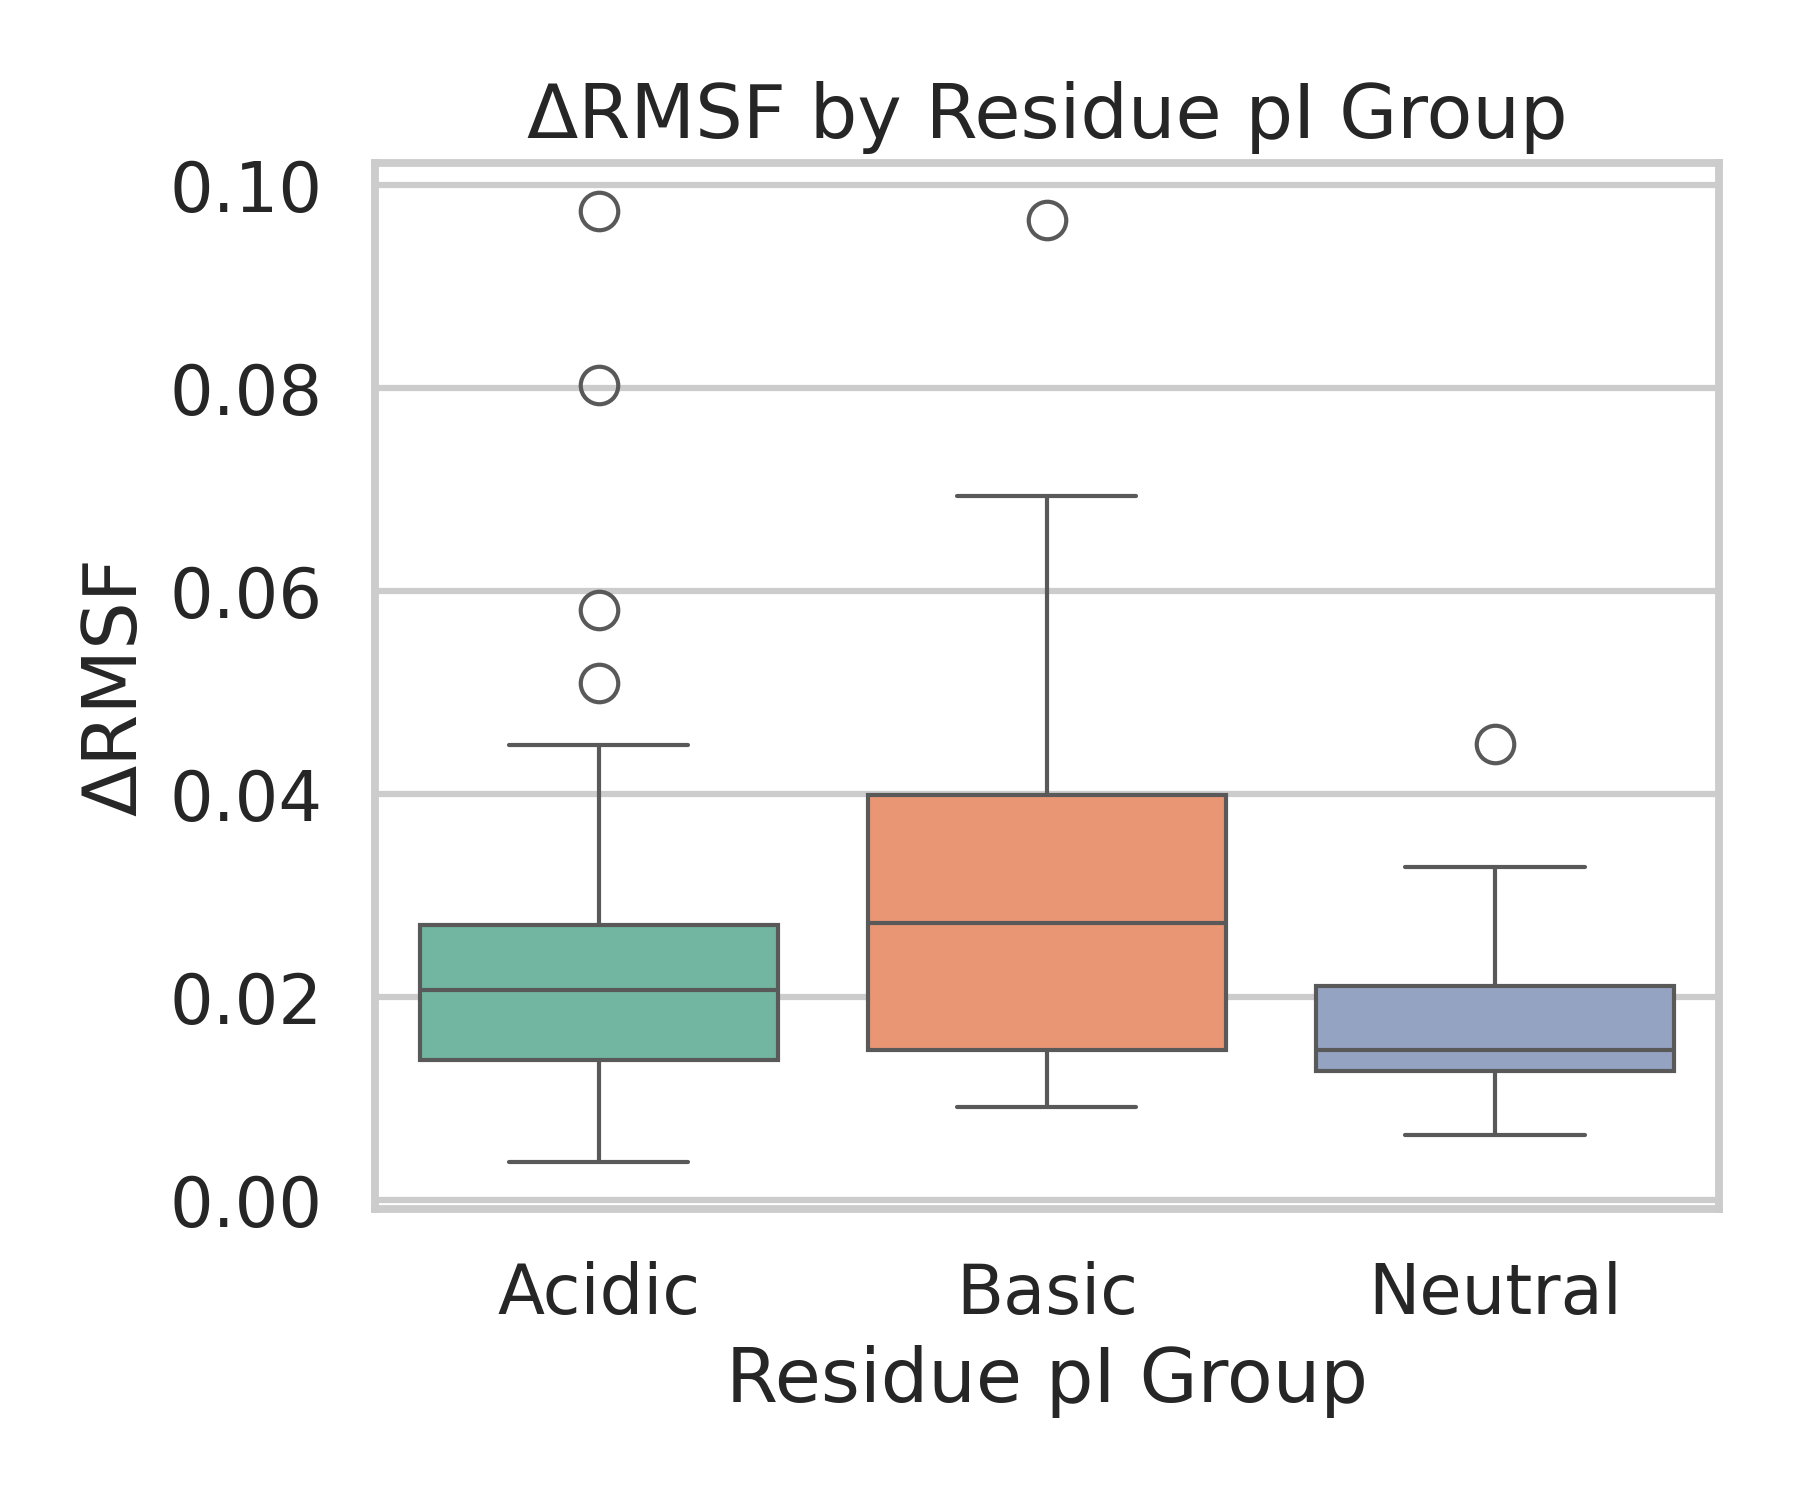 ΔRMSF by Residue pI Group
ΔRMSF
0.10
0.08
0.06
0.04
0.02
0.00
Acidic Basic Neutral
Residue pI Group